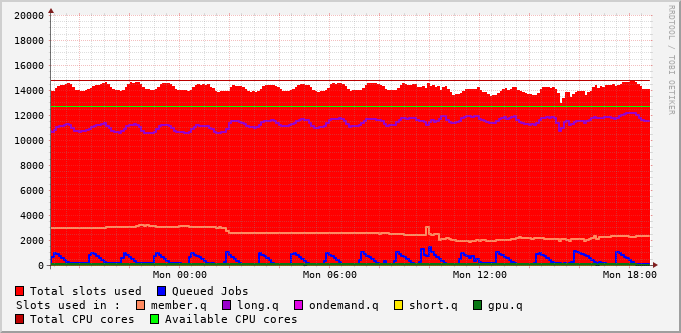 20000
18000
16000
14000
12000
10000
8000
6000
4000
2000
0
Mon 00:00 Mon 06:00 Mon 12:00 Mon 18:00
RRDTOOL / TOBI OETIKER
Total slots used Queued Jobs
Slots used in : member.q long.q ondemand.q short.q gpu.q
Total CPU cores Available CPU cores